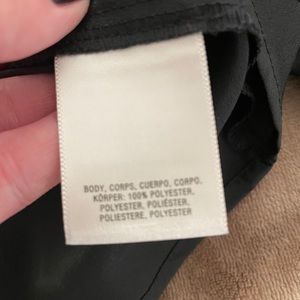 BODY, CORPS, CUERPO, CORPO,
KÖRPER: 100% POLYESTER,
POLYESTER, POLIÉSTER,
POLIESTERE, POLYESTER